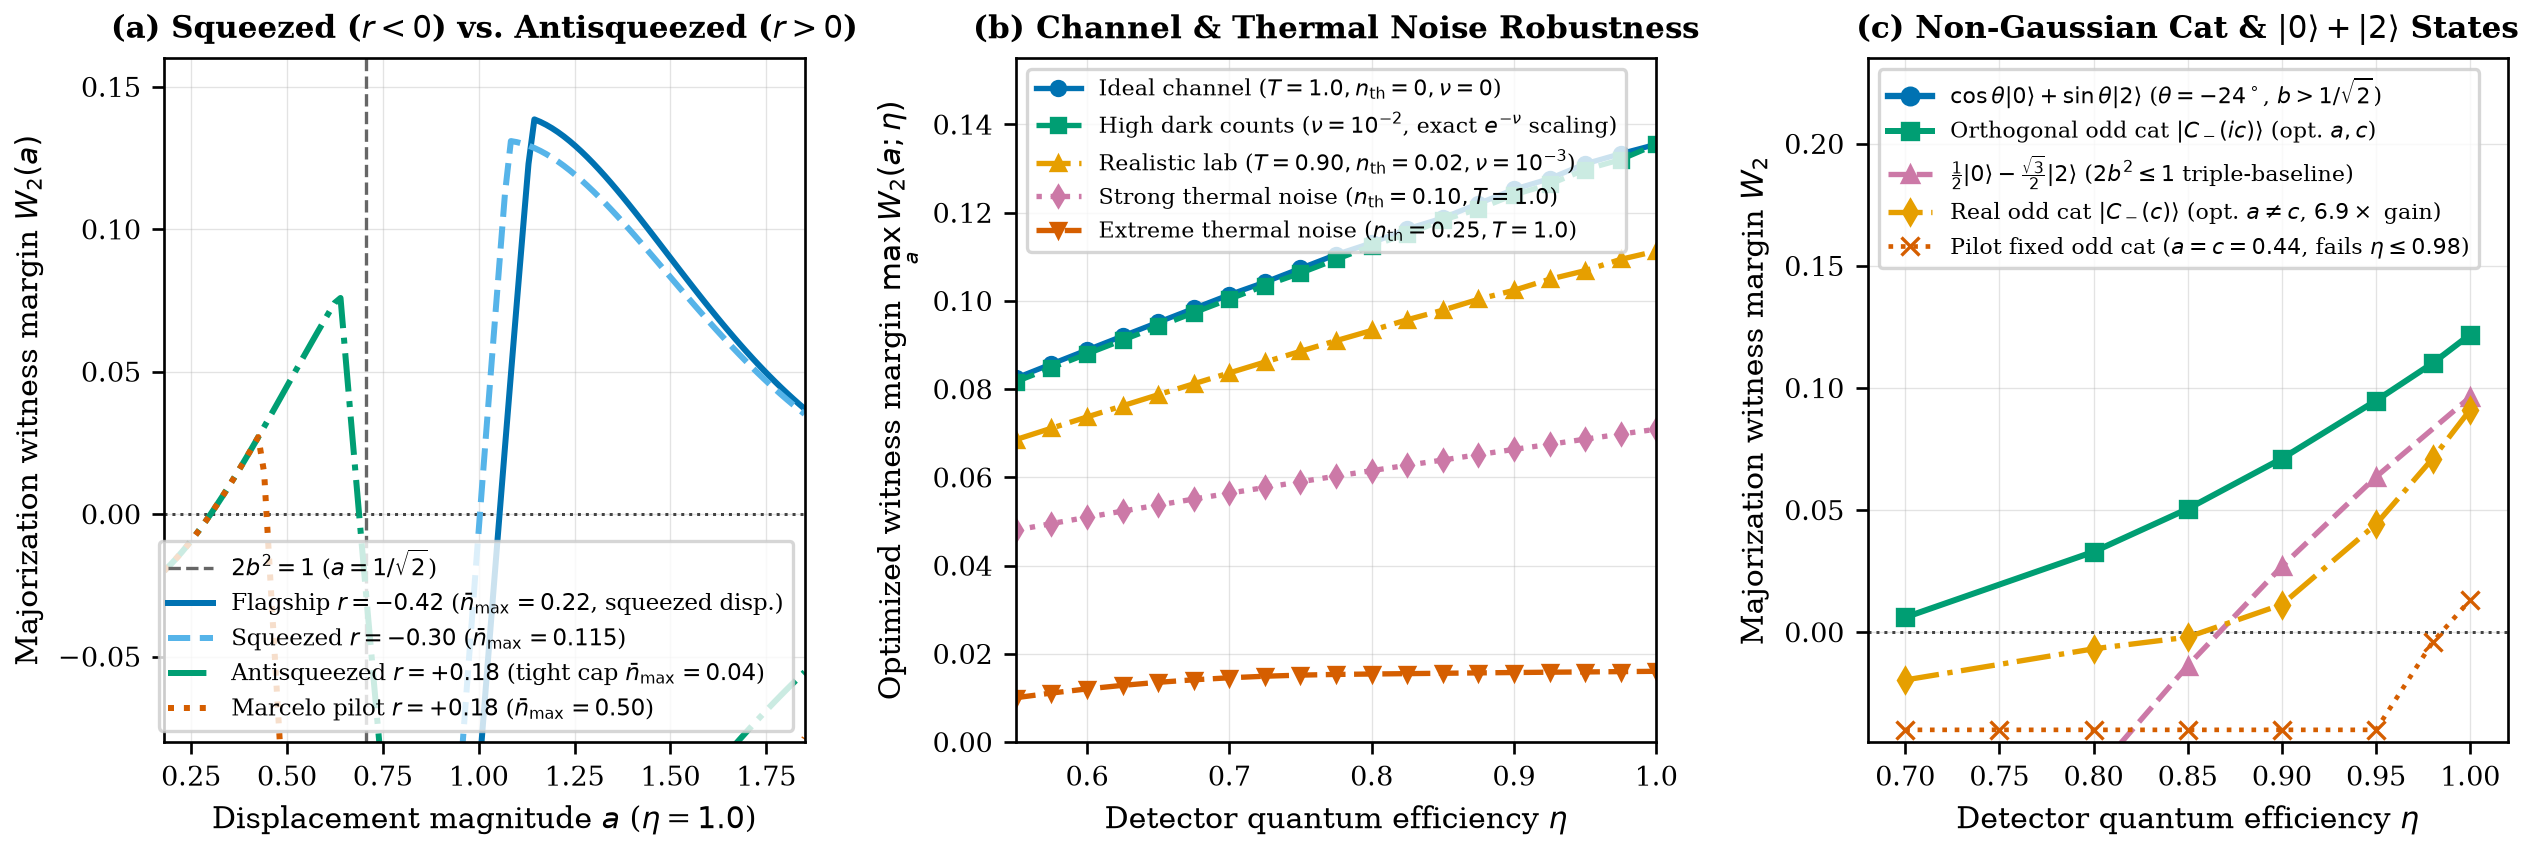 (a) Squeezed (r < 0) vs. Antisqueezed (r > 0)
Majorization witness margin W₂(a)
0.15
0.10
0.05
0.00
−0.05
2b² = 1 (a = 1/√2)
Flagship r = −0.42 (n̄max = 0.22, squeezed disp.)
Squeezed r = −0.30 (n̄max = 0.115)
Antisqueezed r = +0.18 (tight cap n̄max = 0.04)
Marcelo pilot r = +0.18 (n̄max = 0.50)
0.25 0.50 0.75 1.00 1.25 1.50 1.75
Displacement magnitude a (η = 1.0)
(b) Channel & Thermal Noise Robustness
Optimized witness margin max W₂(a; η)
a
0.14
0.12
0.10
0.08
0.06
0.04
0.02
0.00
Ideal channel (T = 1.0, nth = 0, ν = 0)
High dark counts (ν = 10⁻², exact e⁻ᵛ scaling)
Realistic lab (T = 0.90, nth = 0.02, ν = 10⁻³)
Strong thermal noise (nth = 0.10, T = 1.0)
Extreme thermal noise (nth = 0.25, T = 1.0)
0.6 0.7 0.8 0.9 1.0
Detector quantum efficiency η
(c) Non-Gaussian Cat & |0⟩ + |2⟩ States
Majorization witness margin W₂
0.20
0.15
0.10
0.05
0.00
cos θ|0⟩ + sin θ|2⟩ (θ = −24°, b > 1/√2)
Orthogonal odd cat |C₋(ic)⟩ (opt. a, c)
½|0⟩ − √3/2|2⟩ (2b² ≤ 1 triple-baseline)
Real odd cat |C₋(c)⟩ (opt. a ≠ c, 6.9× gain)
Pilot fixed odd cat (a = c = 0.44, fails η ≤ 0.98)
0.70 0.75 0.80 0.85 0.90 0.95 1.00
Detector quantum efficiency η